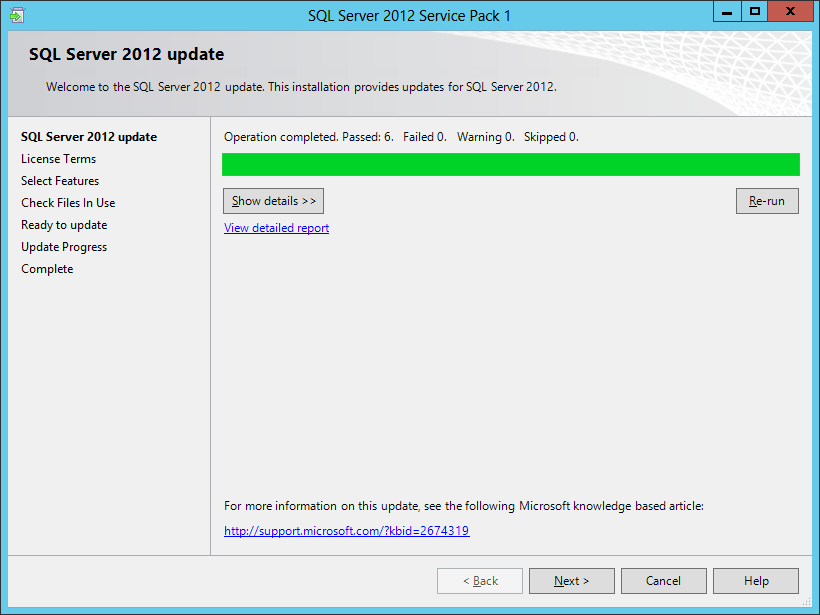 SQL Server 2012 Service Pack 1
SQL Server 2012 update
Welcome to the SQL Server 2012 update. This installation provides updates for SQL Server 2012.
SQL Server 2012 update
License Terms
Select Features
Check Files In Use
Ready to update
Update Progress
Complete
Operation completed. Passed: 6.   Failed 0.   Warning 0.   Skipped 0.
Show details >>
Re-run
View detailed report
For more information on this update, see the following Microsoft knowledge based article:
http://support.microsoft.com/?kbid=2674319
< Back
Next >
Cancel
Help